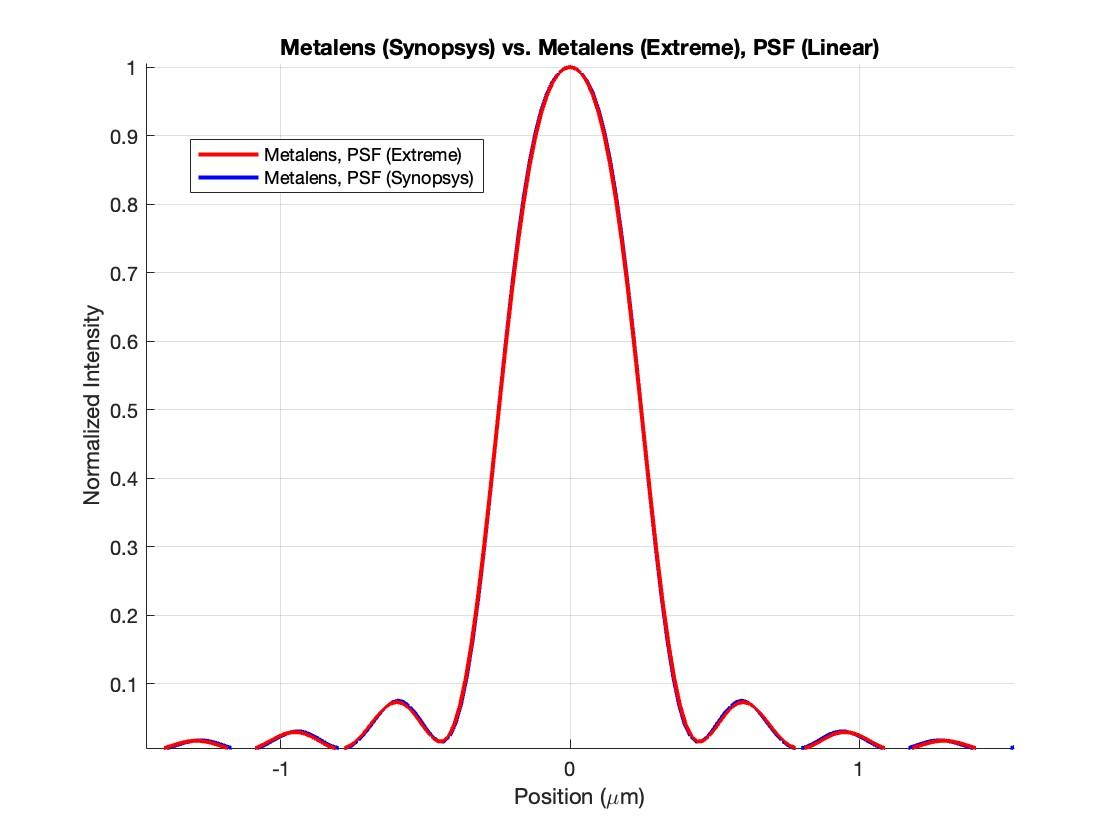 Metalens (Synopsys) vs. Metalens (Extreme), PSF (Linear)
1
0.9
0.8
0.7
0.6
0.5
0.4
0.3
0.2
0.1
Normalized Intensity
Metalens, PSF (Extreme)
Metalens, PSF (Synopsys)
-1
0
1
Position (μm)